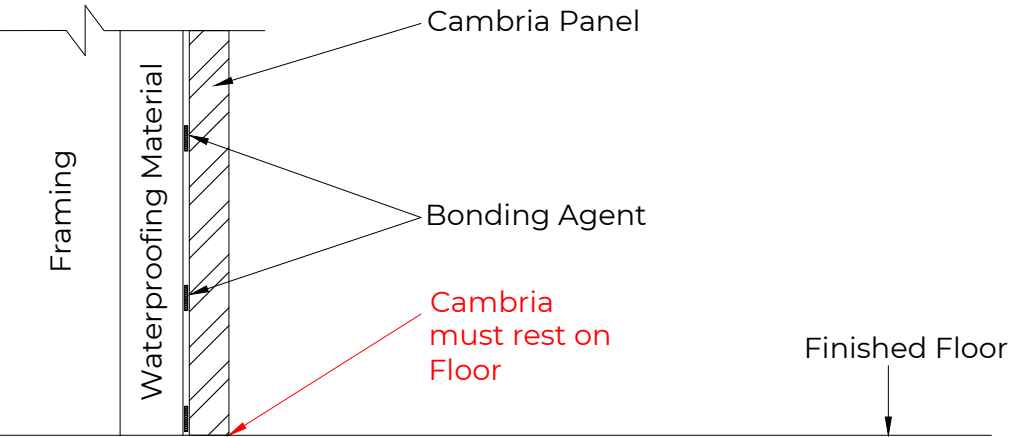 Cambria Panel
Framing
Waterproofing Material
Bonding Agent
Cambria
must rest on
Floor
Finished Floor